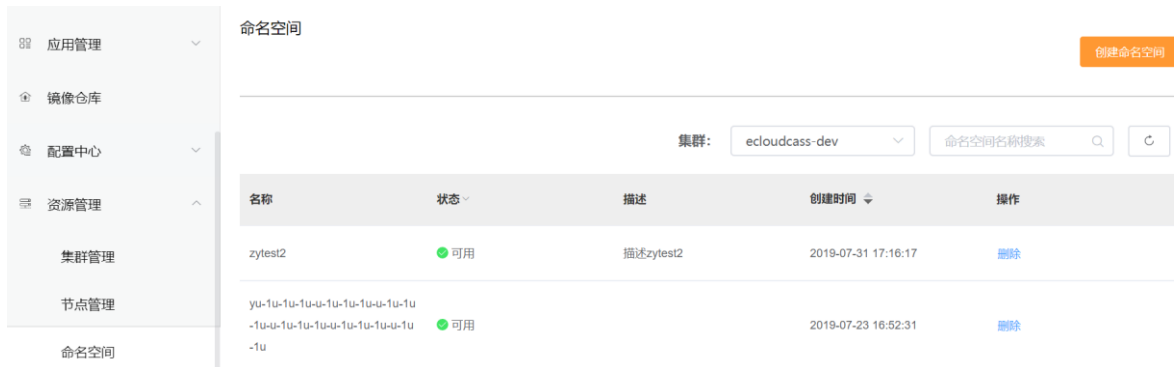 命名空间
应用管理
创建命名空间
镜像仓库
配置中心
集群： ecloudcass-dev 命名空间名称搜索
资源管理
名称 状态 描述 创建时间 操作
集群管理
zytest2 可用 描述zytest2 2019-07-31 17:16:17 删除
节点管理
yu-1u-1u-1u-u-1u-1u-1u-u-1u-1u
-1u-u-1u-1u-1u-u-1u-1u-1u-u-1u 可用 2019-07-23 16:52:31 删除
-1u
命名空间